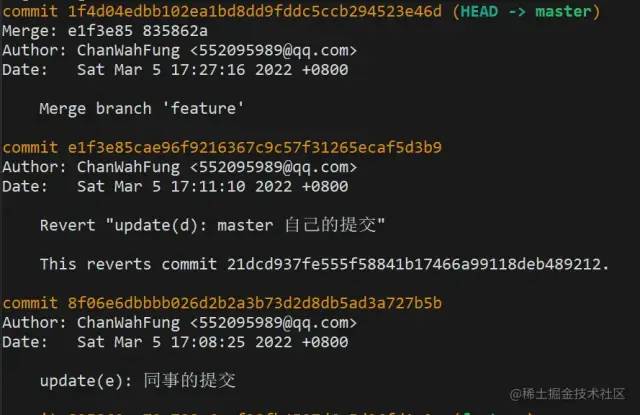 commit 1f4d04edbb102ea1bd8dd9fddc5ccb294523e46d (HEAD -> master)
Merge: e1f3e85 835862a
Author: ChanWahFung <552095989@qq.com>
Date:   Sat Mar 5 17:27:16 2022 +0800
Merge branch 'feature'
commit e1f3e85cae96f9216367c9c57f31265ecaf5d3b9
Author: ChanWahFung <552095989@qq.com>
Date:   Sat Mar 5 17:11:10 2022 +0800
Revert "update(d): master 自己的提交"
This reverts commit 21dcd937fe555f58841b17466a99118deb489212.
commit 8f06e6dbbbb026d2b2a3b73d2d8db5ad3a727b5b
Author: ChanWahFung <552095989@qq.com>
Date:   Sat Mar 5 17:08:25 2022 +0800
update(e): 同事的提交
@稀土掘金技术社区